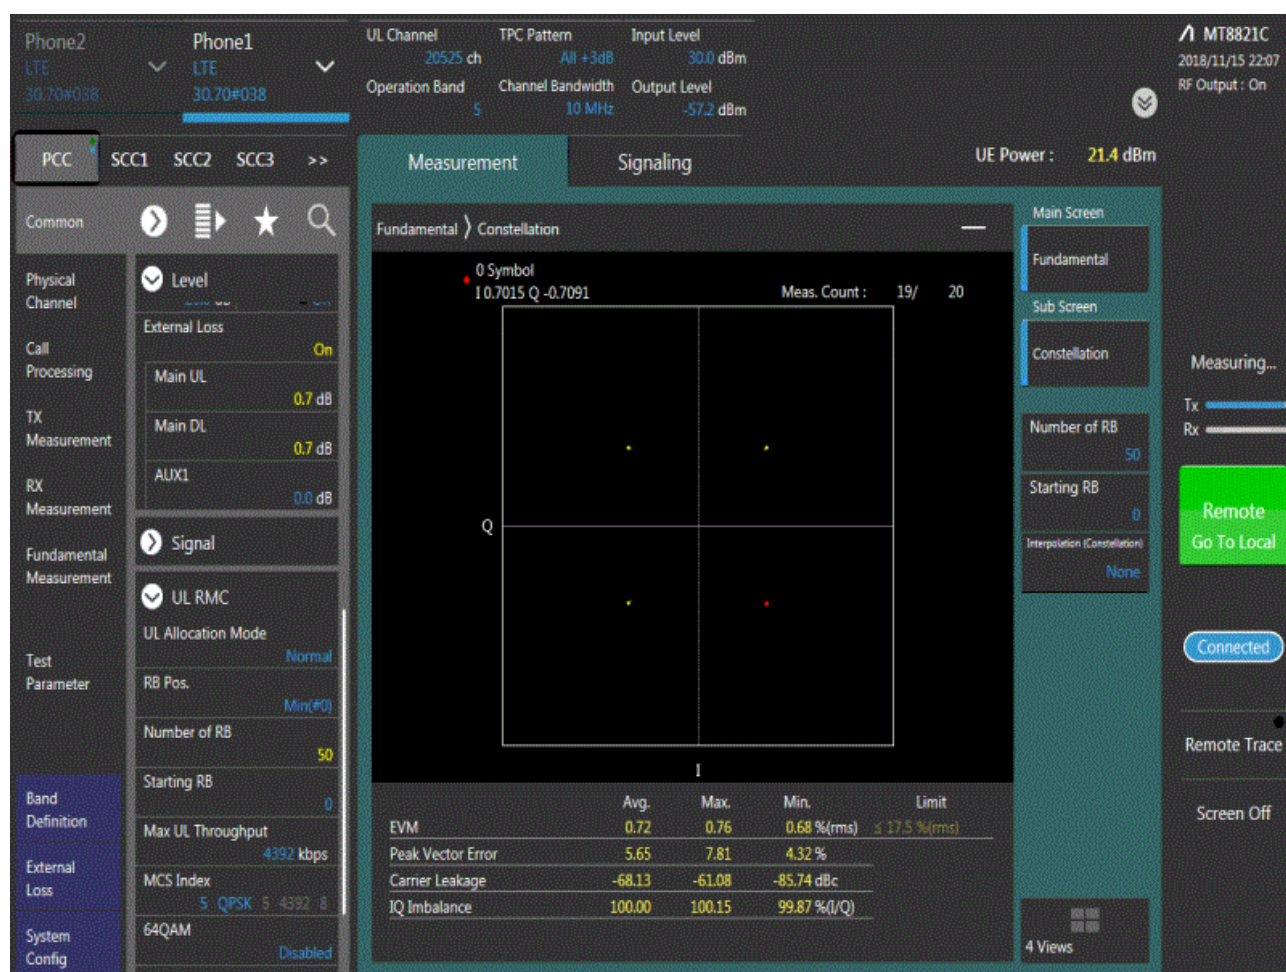 Phone2
LTE
30.70#038
Phone1
LTE
30.70#038
UL Channel
20525 ch
TPC Pattern
All +3dB
Input Level
30.0 dBm
Operation Band
5
Channel Bandwidth
10 MHz
Output Level
-57.2 dBm
MT8821C
2018/11/15 22:07
RF Output : On
PCC SCC1 SCC2 SCC3 >>
Measurement Signaling
UE Power : 21.4 dBm
Common
Physical
Channel
Call
Processing
TX
Measurement
RX
Measurement
Fundamental
Measurement
Test
Parameter
Band
Definition
External
Loss
System
Config
Level
External Loss
On
Main UL
0.7 dB
Main DL
0.7 dB
AUX1
0.0 dB
Signal
UL RMC
UL Allocation Mode
Normal
RB Pos.
Min(#0)
Number of RB
50
Starting RB
0
Max UL Throughput
4392 kbps
MCS Index
5 QPSK 5 4392 8
64QAM
Disabled
Fundamental Constellation
0 Symbol
I 0.7015 Q -0.7091
Meas. Count : 19/ 20
Q
I
Avg. Max. Min. Limit
EVM 0.72 0.76 0.68 %(rms) ≤ 17.5 %(rms)
Peak Vector Error 5.65 7.81 4.32 %
Carrier Leakage -68.13 -61.08 -85.74 dBc
IQ Imbalance 100.00 100.15 99.87 %(I/Q)
Main Screen
Fundamental
Sub Screen
Constellation
Number of RB
50
Starting RB
0
Interpolation (Constellation)
None
4 Views
Measuring...
Tx
Rx
Remote
Go To Local
Connected
Remote Trace
Screen Off